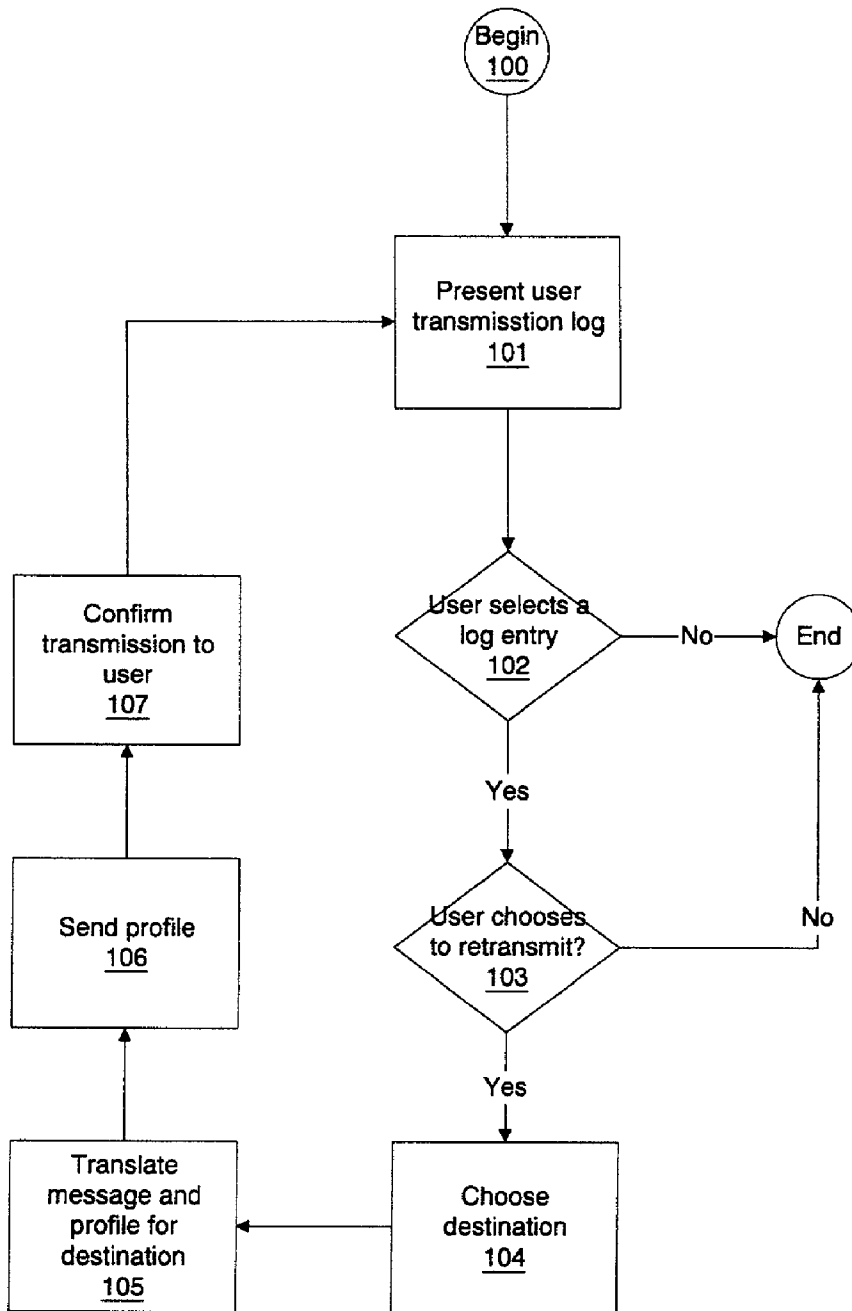 Begin
100
Present user
transmisstion log
101
User selects a
log entry
102
No
End
Yes
User chooses
to retransmit?
103
No
Yes
Choose
destination
104
Translate
message and
profile for
destination
105
Send profile
106
Confirm
transmission to
user
107